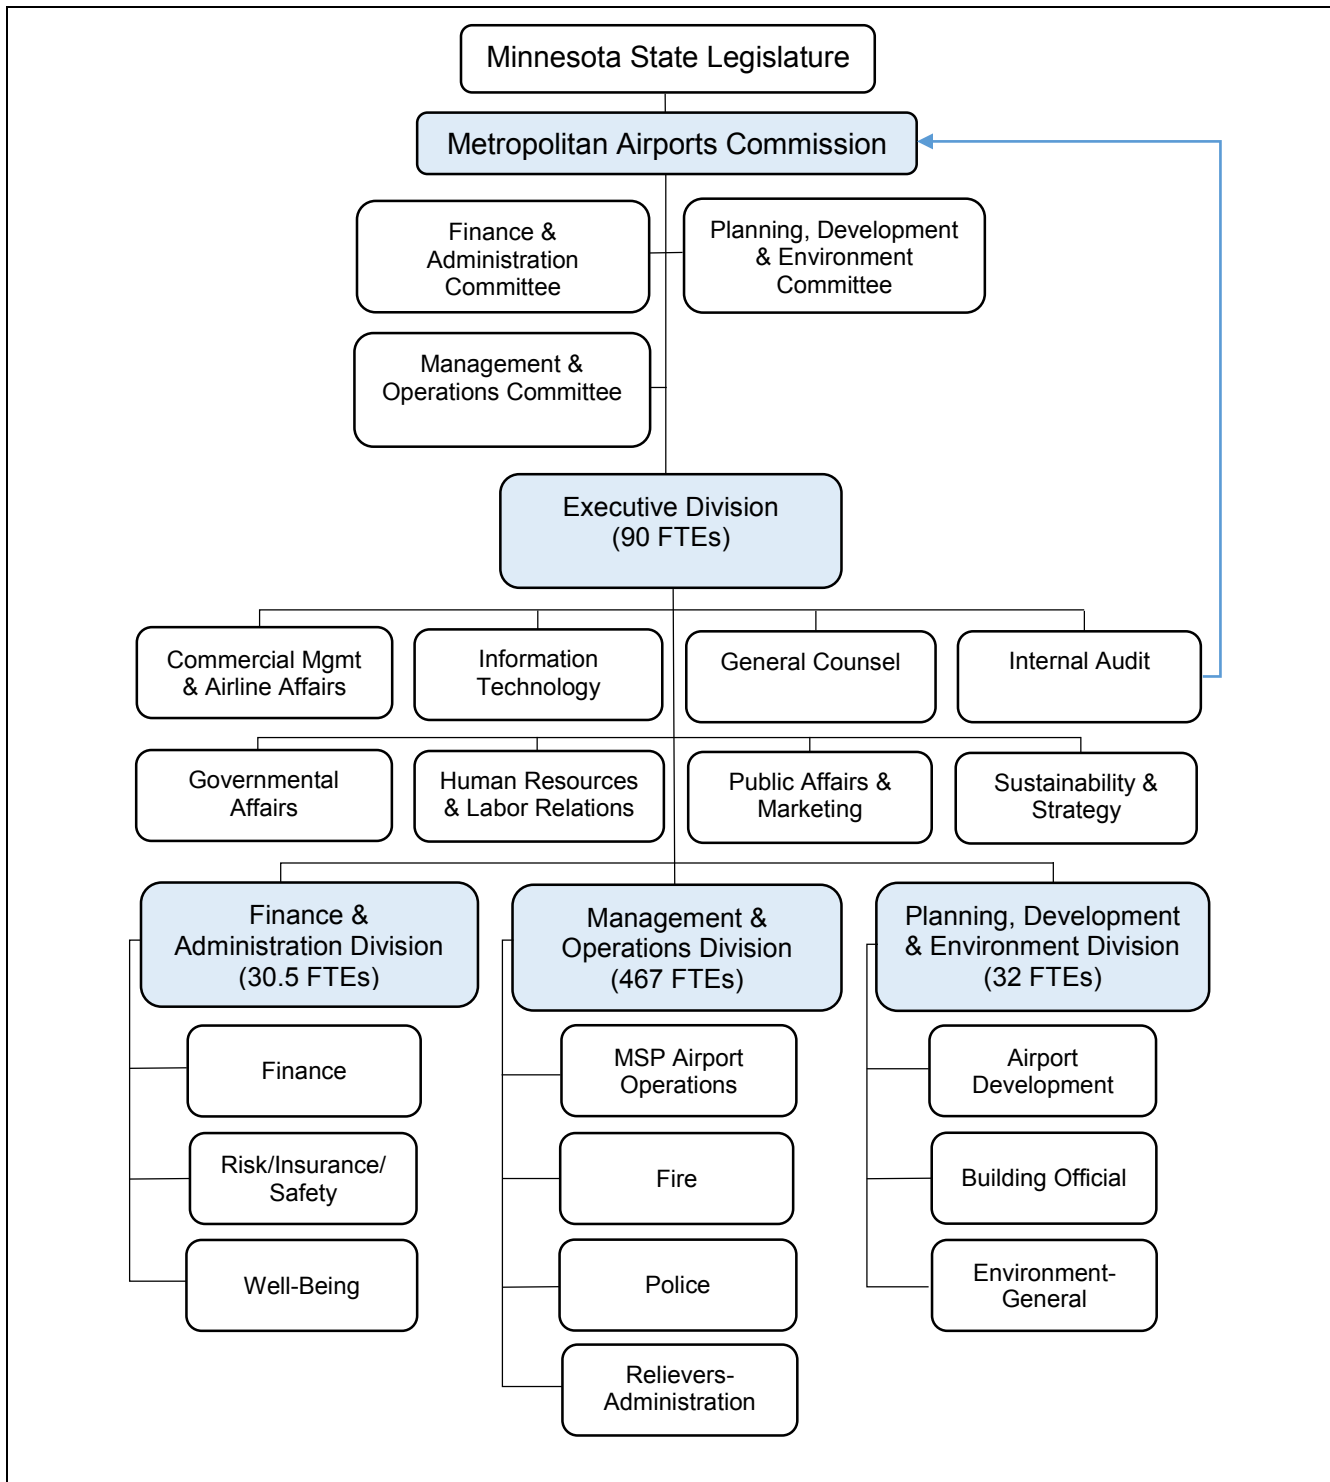 Minnesota State Legislature
Metropolitan Airports Commission
Finance &
Administration
Committee
Planning, Development
& Environment
Committee
Management &
Operations Committee
Executive Division
(90 FTEs)
Commercial Mgmt
& Airline Affairs
Information
Technology
General Counsel
Internal Audit
Governmental
Affairs
Human Resources
& Labor Relations
Public Affairs &
Marketing
Sustainability &
Strategy
Finance &
Administration Division
(30.5 FTEs)
Management &
Operations Division
(467 FTEs)
Planning, Development
& Environment Division
(32 FTEs)
Finance
Risk/Insurance/
Safety
Well-Being
MSP Airport
Operations
Fire
Police
Relievers-
Administration
Airport
Development
Building Official
Environment-
General